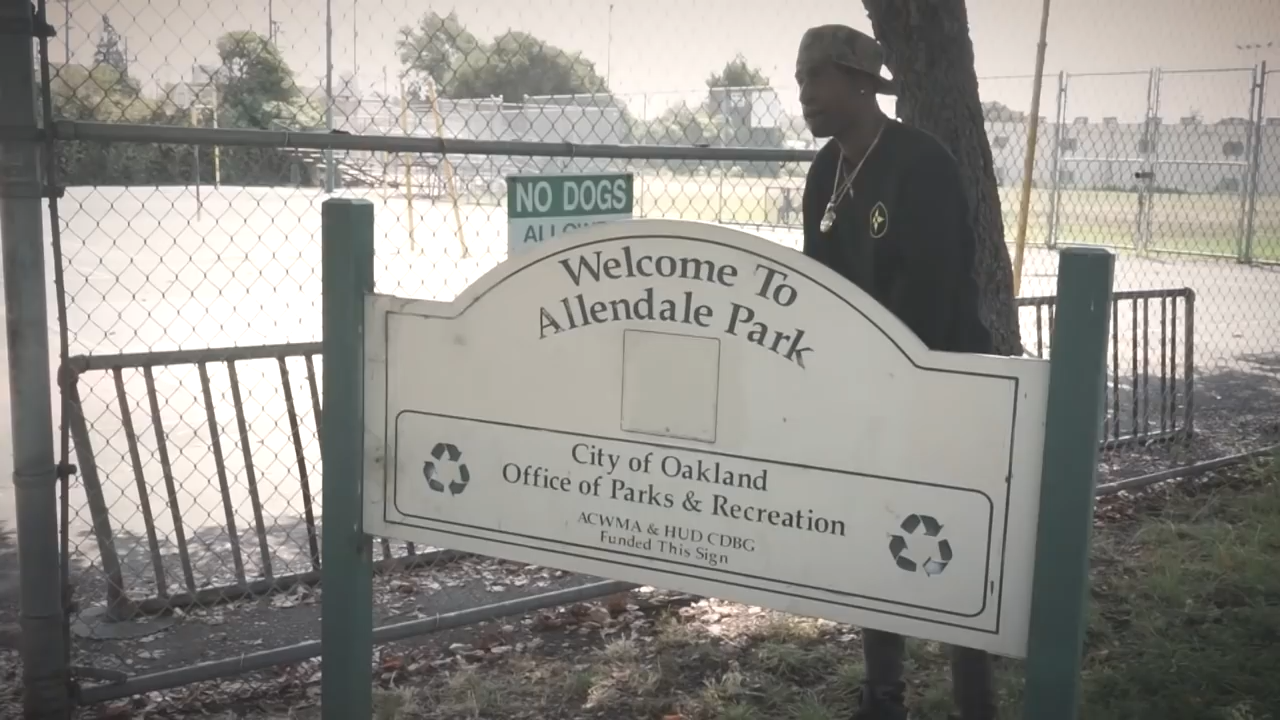 NO DOGS
ALLOWED
Welcome To
Allendale Park
City of Oakland
Office of Parks & Recreation
ACWMA & HUD CDBG
Funded This Sign